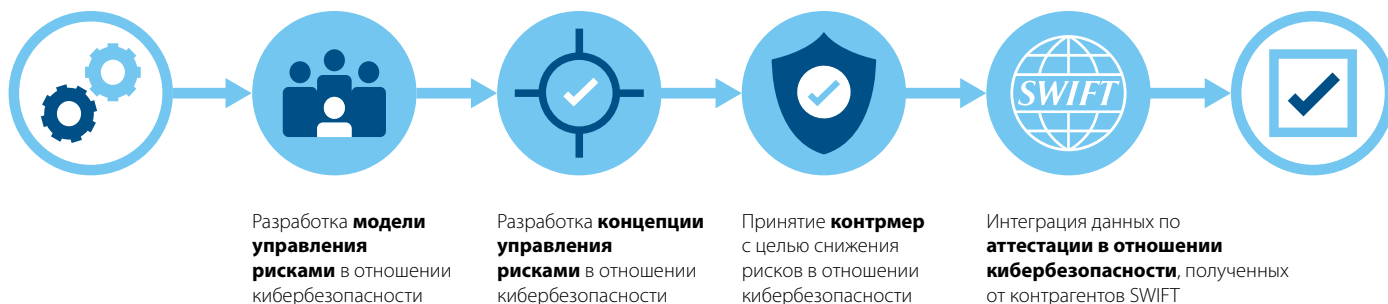 SWIFT
Разработка модели
управления
рисками в отношении
кибербезопасности
Разработка концепции
управления
рисками в отношении
кибербезопасности
Принятие контрмер
с целью снижения
рисков в отношении
кибербезопасности
Интеграция данных по
аттестации в отношении
кибербезопасности, полученных
от контрагентов SWIFT